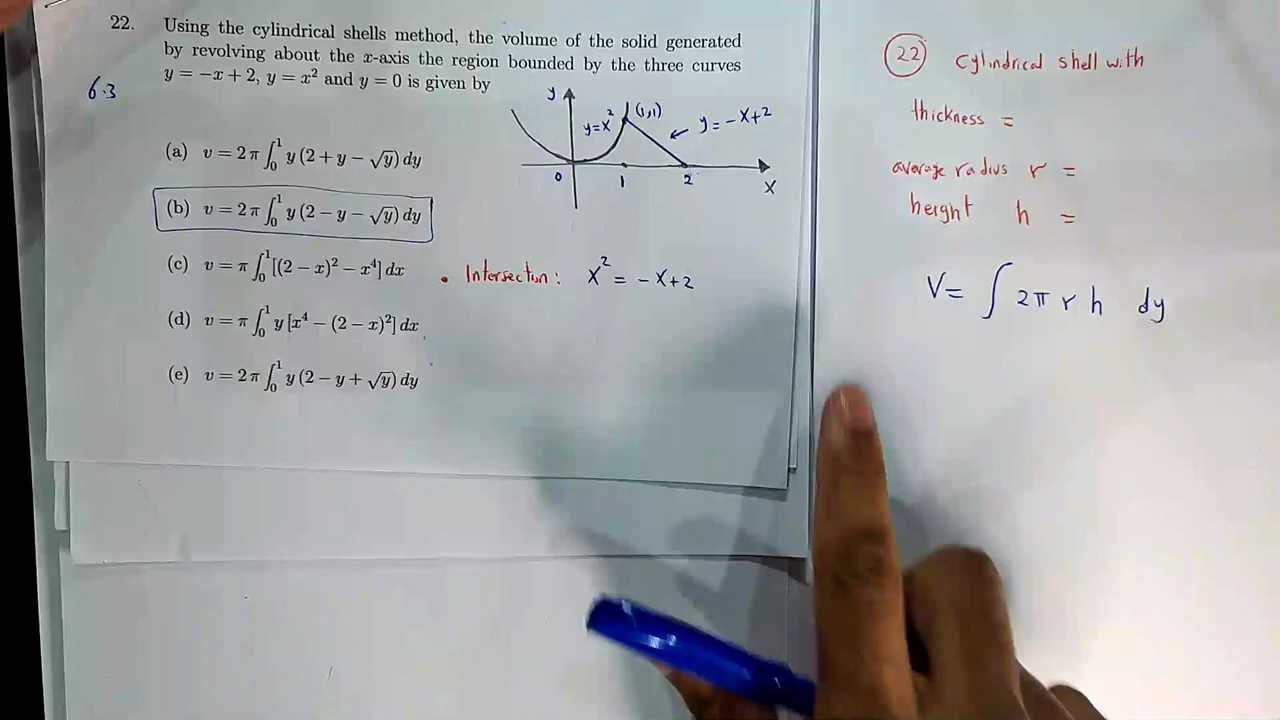 22. Using the cylindrical shells method, the volume of the solid generated
by revolving about the x-axis the region bounded by the three curves
y = −x + 2, y = x² and y = 0 is given by
6.3
(a) v = 2π ∫₀¹ y (2 + y − √y) dy
(b) v = 2π ∫₀¹ y (2 − y − √y) dy
(c) v = π ∫₀¹ [(2 − x)² − x⁴] dx
(d) v = π ∫₀¹ y [x⁴ − (2 − x)²] dx
(e) v = 2π ∫₀¹ y (2 − y + √y) dy
y
y=x²
(1,1)
y = -x+2
0
1
2
x
• Intersection: x² = -x+2
22 cylindrical shell with
thickness =
average radius r =
height h =
V= ∫ 2π r h dy